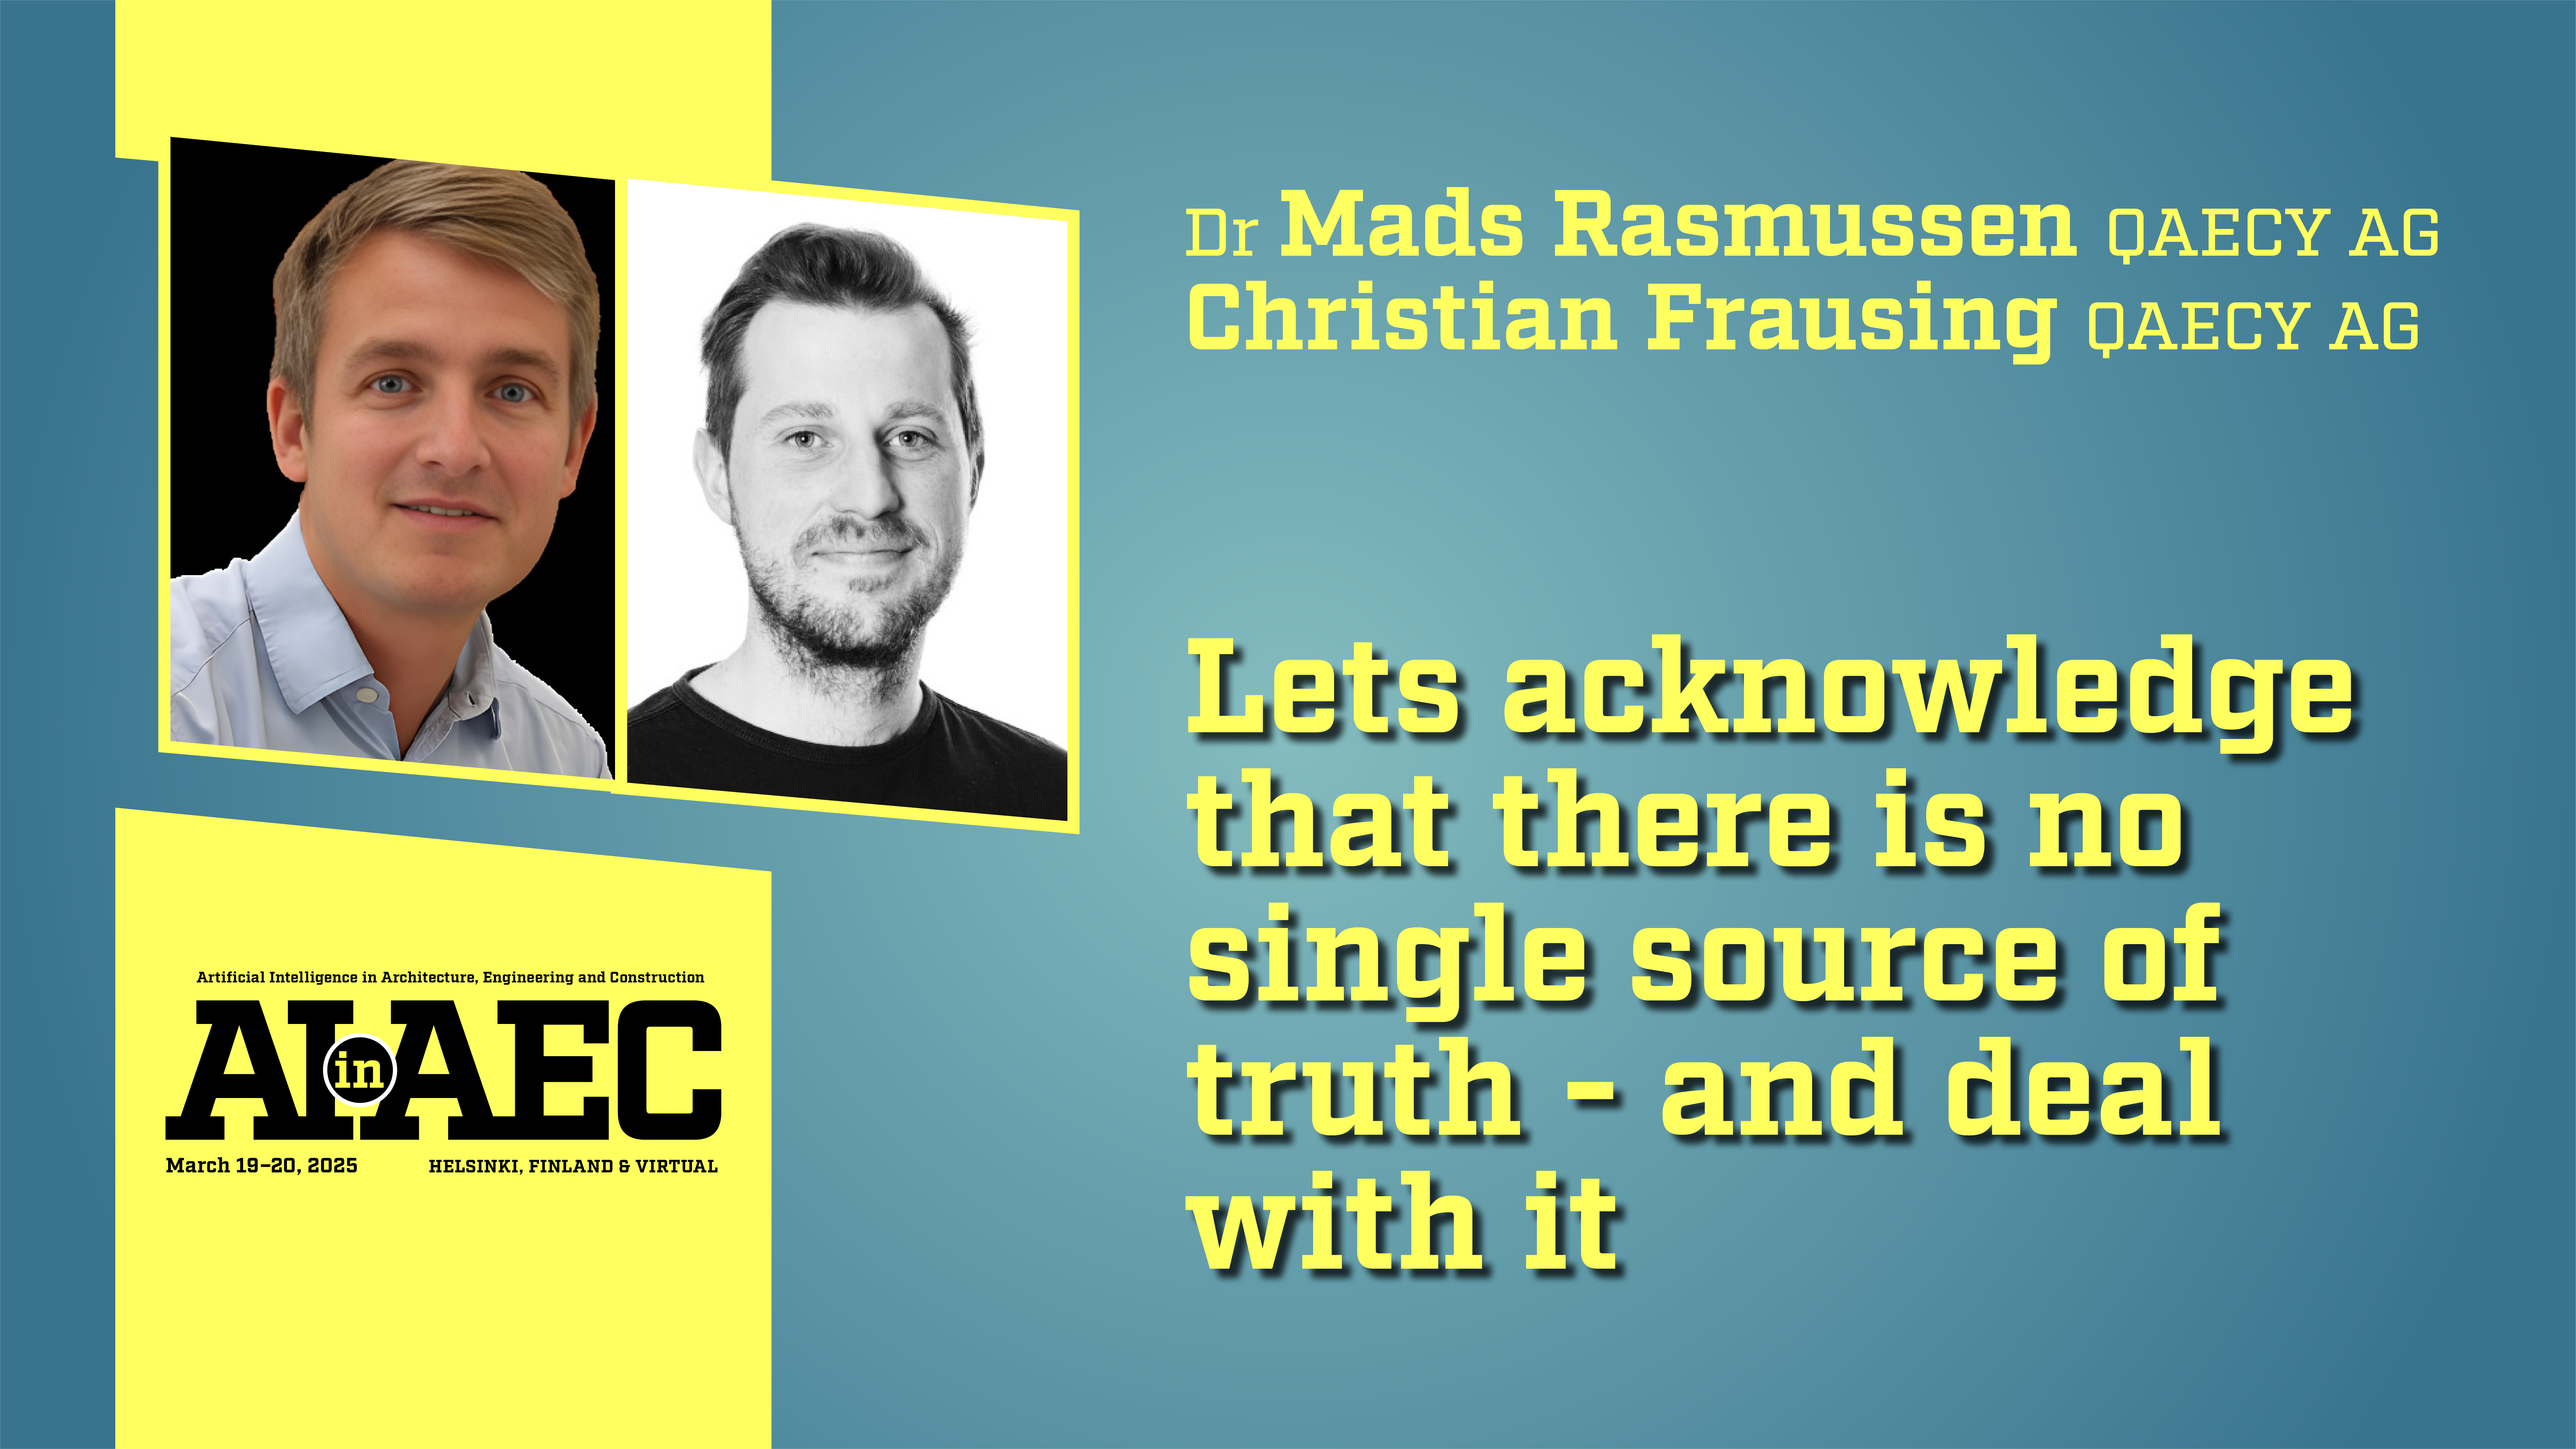 Dr Mads Rasmussen QAECY AG
Christian Frausing QAECY AG
Lets acknowledge
that there is no
single source of
truth - and deal
with it
Artificial Intelligence in Architecture, Engineering and Construction
AI in AEC
March 19–20, 2025 HELSINKI, FINLAND & VIRTUAL